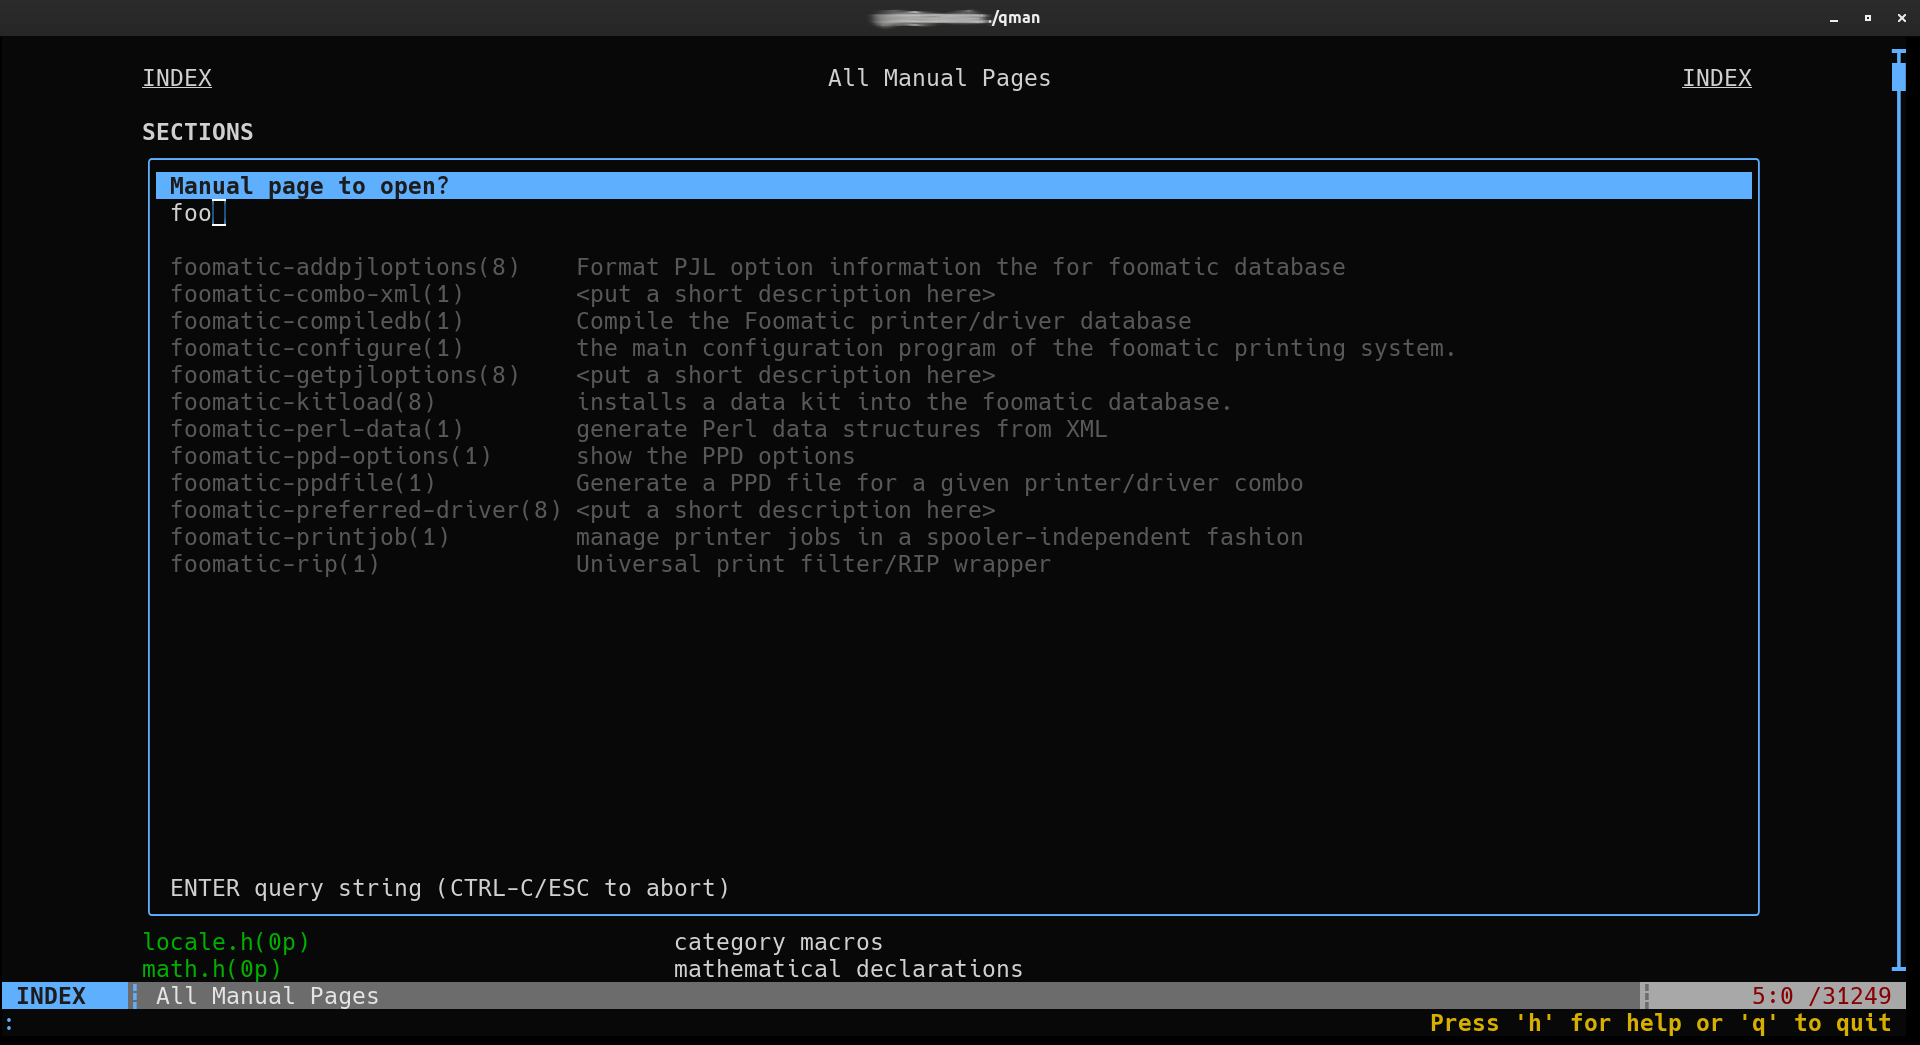 ./qman
INDEX All Manual Pages INDEX
SECTIONS
Manual page to open?
foo
foomatic-addpjloptions(8) Format PJL option information the for foomatic database
foomatic-combo-xml(1) <put a short description here>
foomatic-compiledb(1) Compile the Foomatic printer/driver database
foomatic-configure(1) the main configuration program of the foomatic printing system.
foomatic-getpjloptions(8) <put a short description here>
foomatic-kitload(8) installs a data kit into the foomatic database.
foomatic-perl-data(1) generate Perl data structures from XML
foomatic-ppd-options(1) show the PPD options
foomatic-ppdfile(1) Generate a PPD file for a given printer/driver combo
foomatic-preferred-driver(8) <put a short description here>
foomatic-printjob(1) manage printer jobs in a spooler-independent fashion
foomatic-rip(1) Universal print filter/RIP wrapper
ENTER query string (CTRL-C/ESC to abort)
locale.h(0p) category macros
math.h(0p) mathematical declarations
INDEX All Manual Pages 5:0 /31249
: Press 'h' for help or 'q' to quit